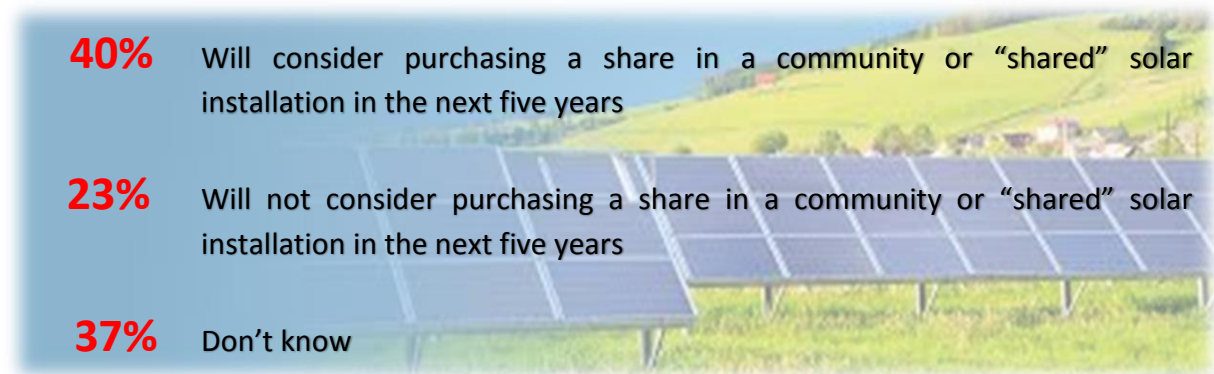 40% Will consider purchasing a share in a community or “shared” solar
installation in the next five years
23% Will not consider purchasing a share in a community or “shared” solar
installation in the next five years
37% Don’t know